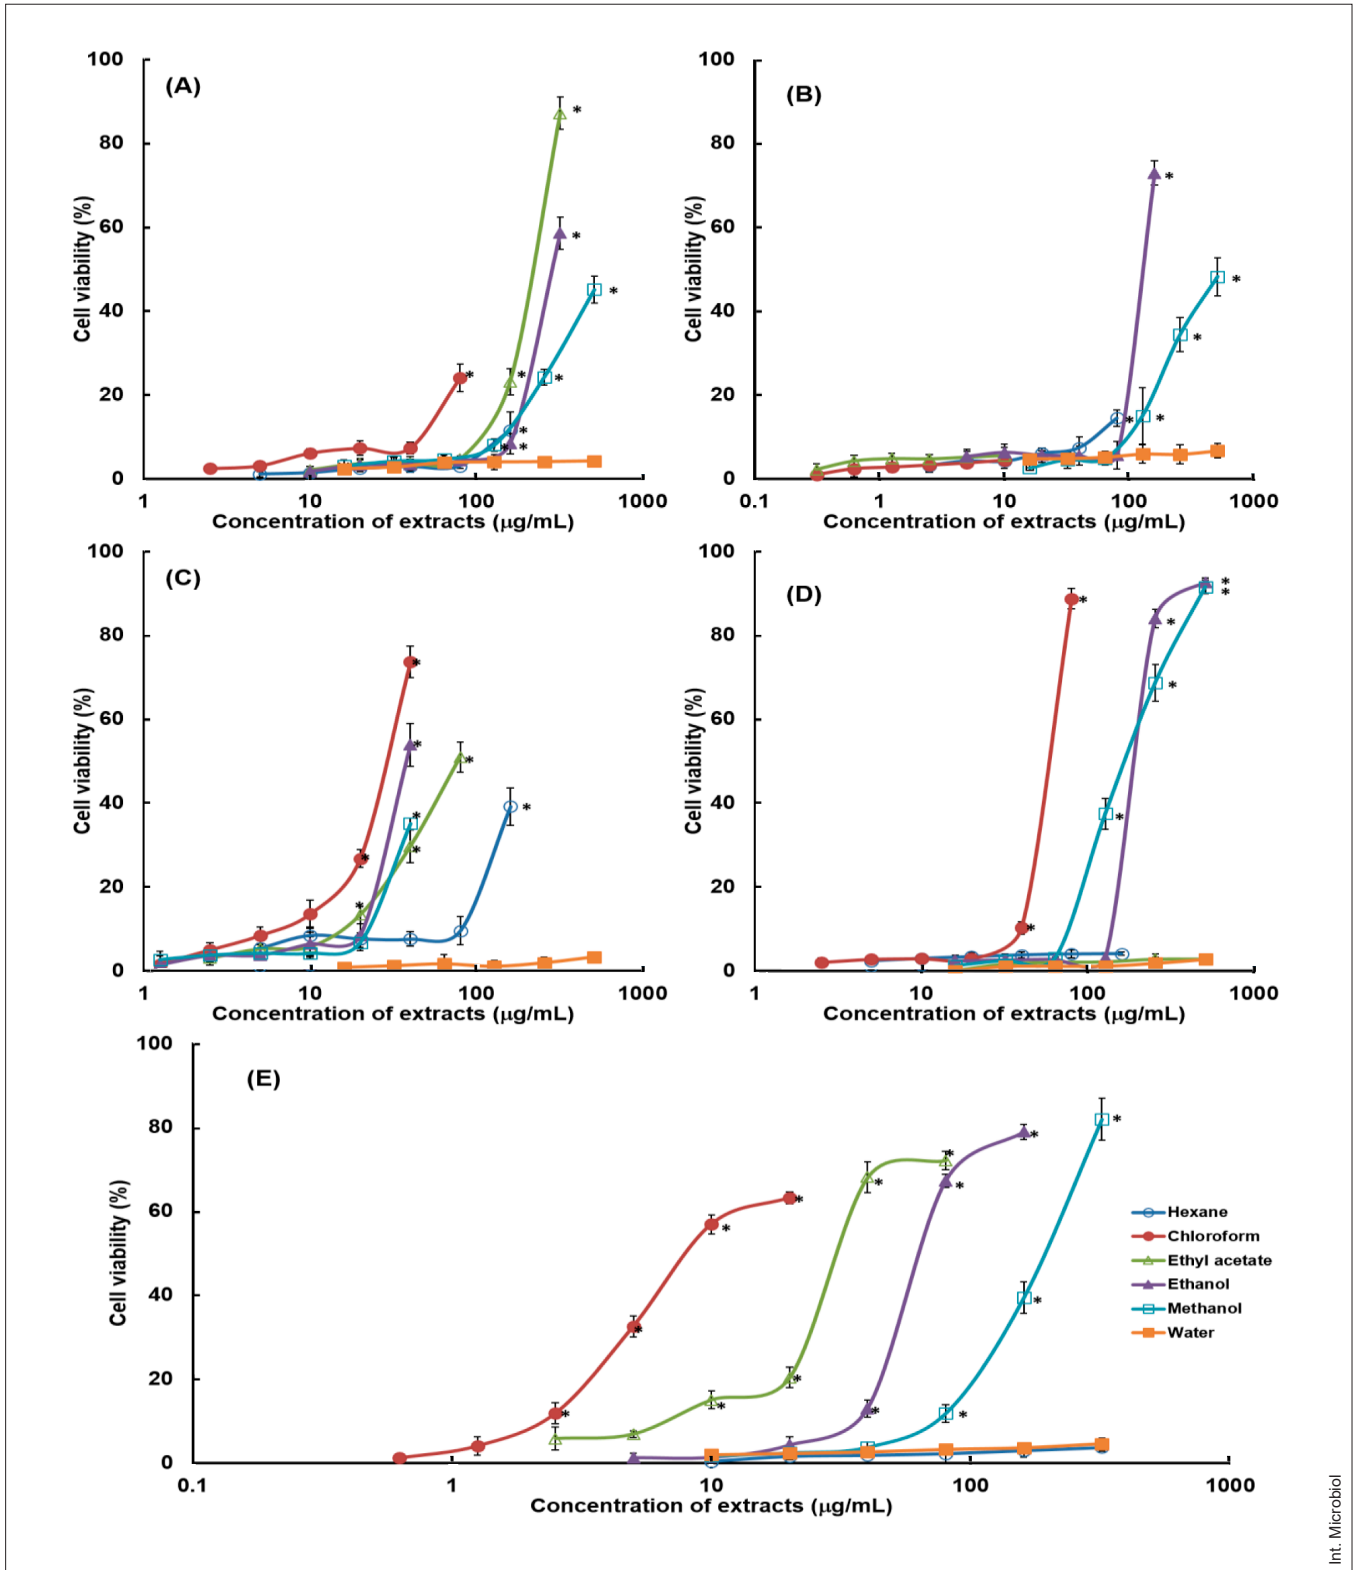 (A)
100
80
60
40
20
0
Cell viability (%)
1
10
100
1000
Concentration of extracts (µg/mL)
(B)
100
80
60
40
20
0
Cell viability (%)
0.1
1
10
100
1000
Concentration of extracts (µg/mL)
(C)
100
80
60
40
20
0
Cell viability (%)
1
10
100
1000
Concentration of extracts (µg/mL)
(D)
100
80
60
40
20
0
Cell viability (%)
1
10
100
1000
Concentration of extracts (µg/mL)
(E)
100
80
60
40
20
0
Cell viability (%)
0.1
1
10
100
1000
Concentration of extracts (µg/mL)
Hexane
Chloroform
Ethyl acetate
Ethanol
Methanol
Water
Int. Microbiol